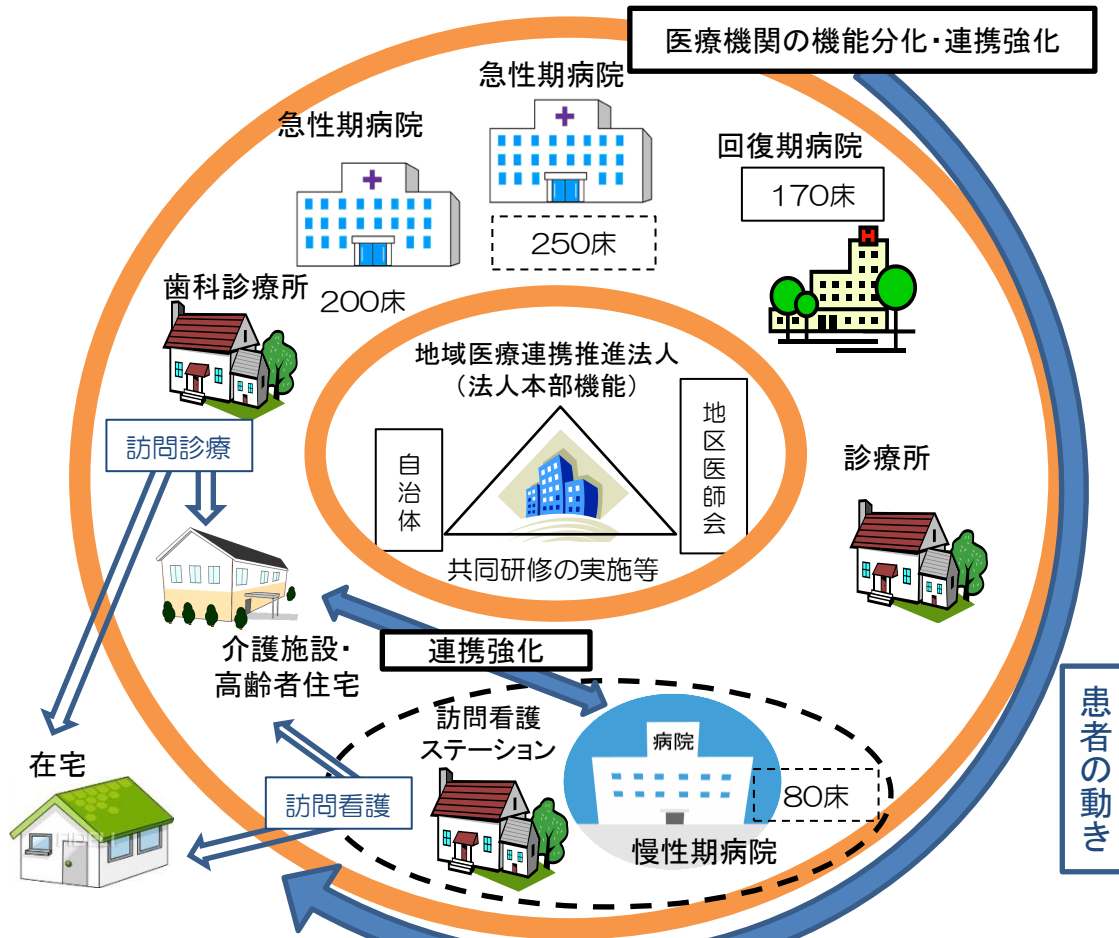 医療機関の機能分化・連携強化
急性期病院
急性期病院
回復期病院
170床
250床
200床
歯科診療所
地域医療連携推進法人
（法人本部機能）
自治体
地区医師会
共同研修の実施等
訪問診療
診療所
介護施設・
高齢者住宅
連携強化
訪問看護
ステーション
病院
80床
慢性期病院
在宅
訪問看護
患者の動き